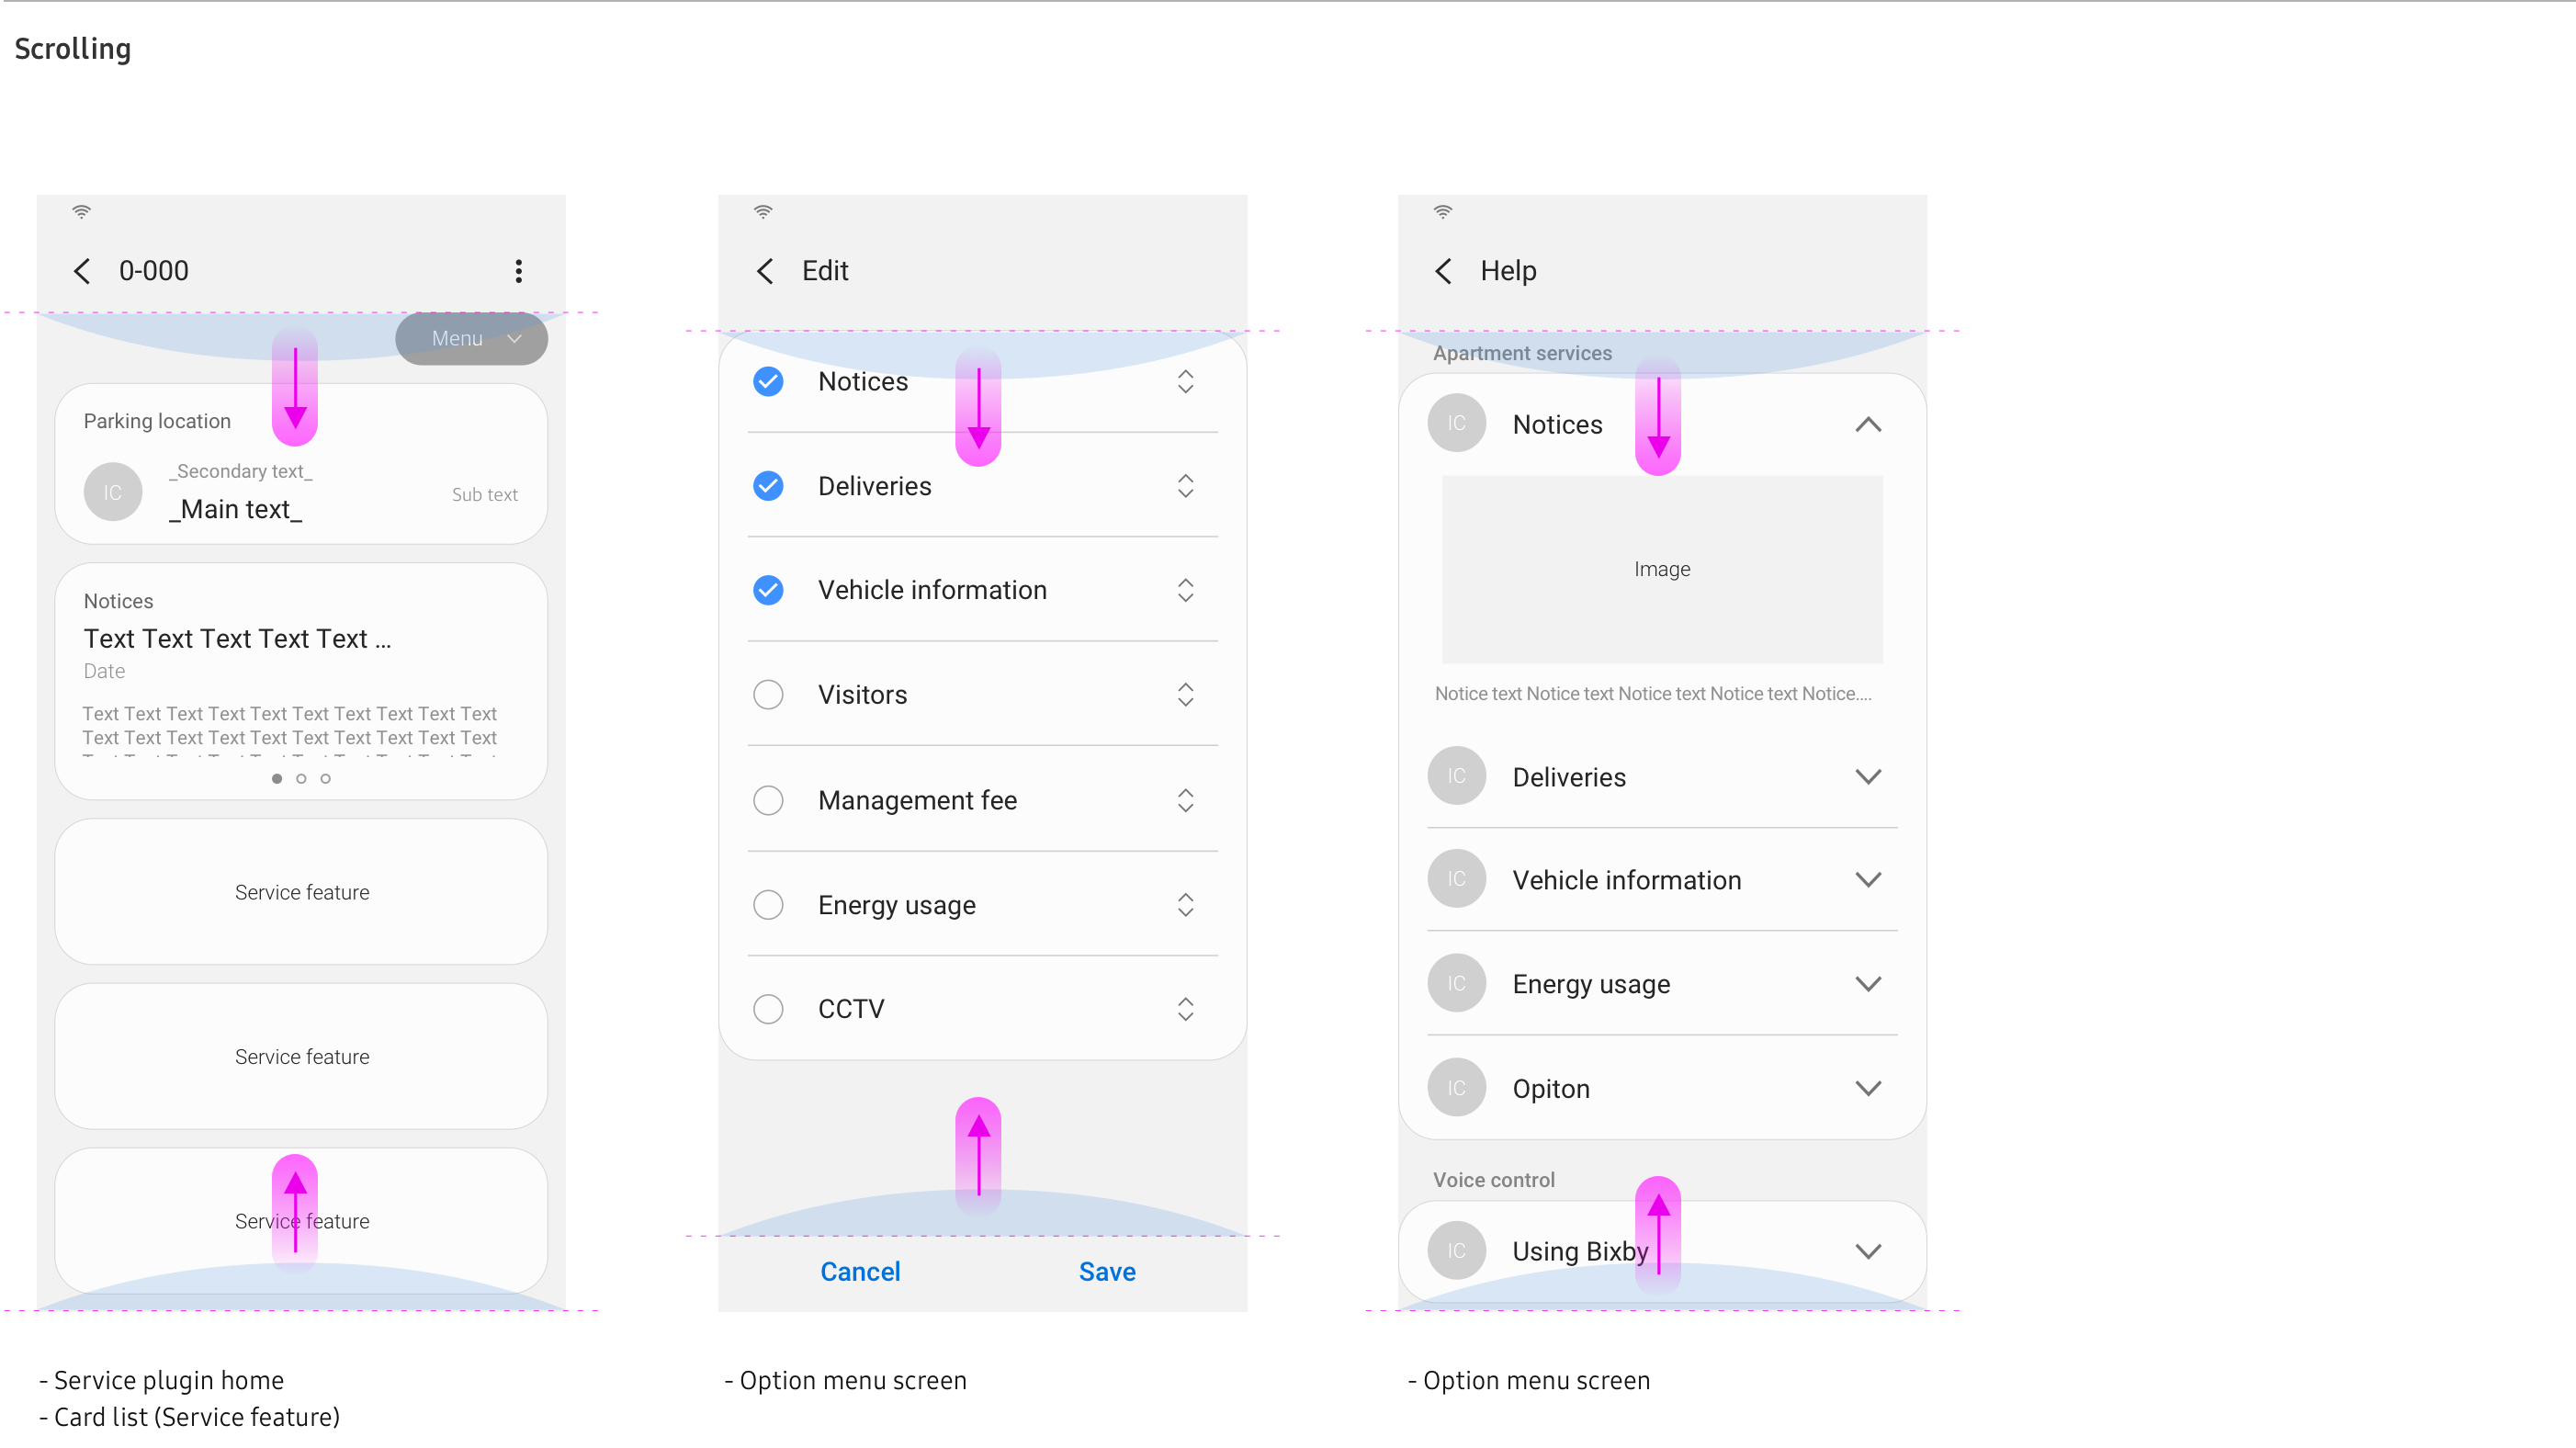 Scrolling
0-000
Menu
Parking location
IC
_Secondary text_
_Main text_
Sub text
Notices
Text Text Text Text Text ...
Date
Text Text Text Text Text Text Text Text Text Text
Text Text Text Text Text Text Text Text Text Text
Service feature
Service feature
Service feature
- Service plugin home
- Card list (Service feature)
Edit
Notices
Deliveries
Vehicle information
Visitors
Management fee
Energy usage
CCTV
Cancel
Save
- Option menu screen
Help
Apartment services
IC
Notices
Image
Notice text Notice text Notice text Notice text Notice....
IC
Deliveries
IC
Vehicle information
IC
Energy usage
IC
Opiton
Voice control
IC
Using Bixby
- Option menu screen